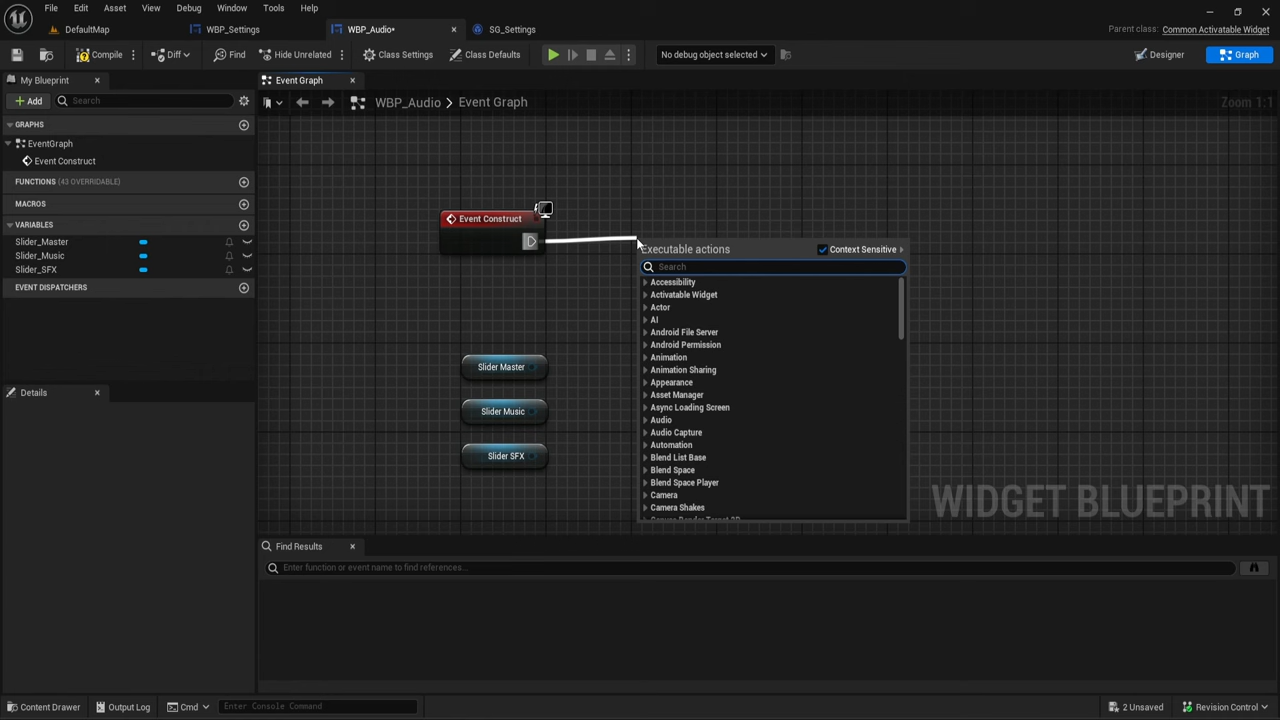 File Edit Asset View Debug Window Tools Help
DefaultMap WBP_Settings WBP_Audio• SG_Settings Parent class: Common Activatable Widget
Compile Diff Find Hide Unrelated Class Settings Class Defaults No debug object selected Designer Graph
My Blueprint Event Graph
Add Search WBP_Audio > Event Graph Zoom 1:1
GRAPHS
EventGraph
Event Construct
FUNCTIONS (43 OVERRIDABLE)
MACROS
VARIABLES
Slider_Master
Slider_Music
Slider_SFX
EVENT DISPATCHERS
Details
Event Construct
Slider Master
Slider Music
Slider SFX
Executable actions Context Sensitive
Search
Accessibility
Activatable Widget
Actor
AI
Android File Server
Android Permission
Animation
Animation Sharing
Appearance
Asset Manager
Async Loading Screen
Audio
Audio Capture
Automation
Blend List Base
Blend Space
Blend Space Player
Camera
Camera Shakes
WIDGET BLUEPRINT
Find Results
Enter function or event name to find references...
Content Drawer Output Log Cmd Enter Console Command 2 Unsaved Revision Control